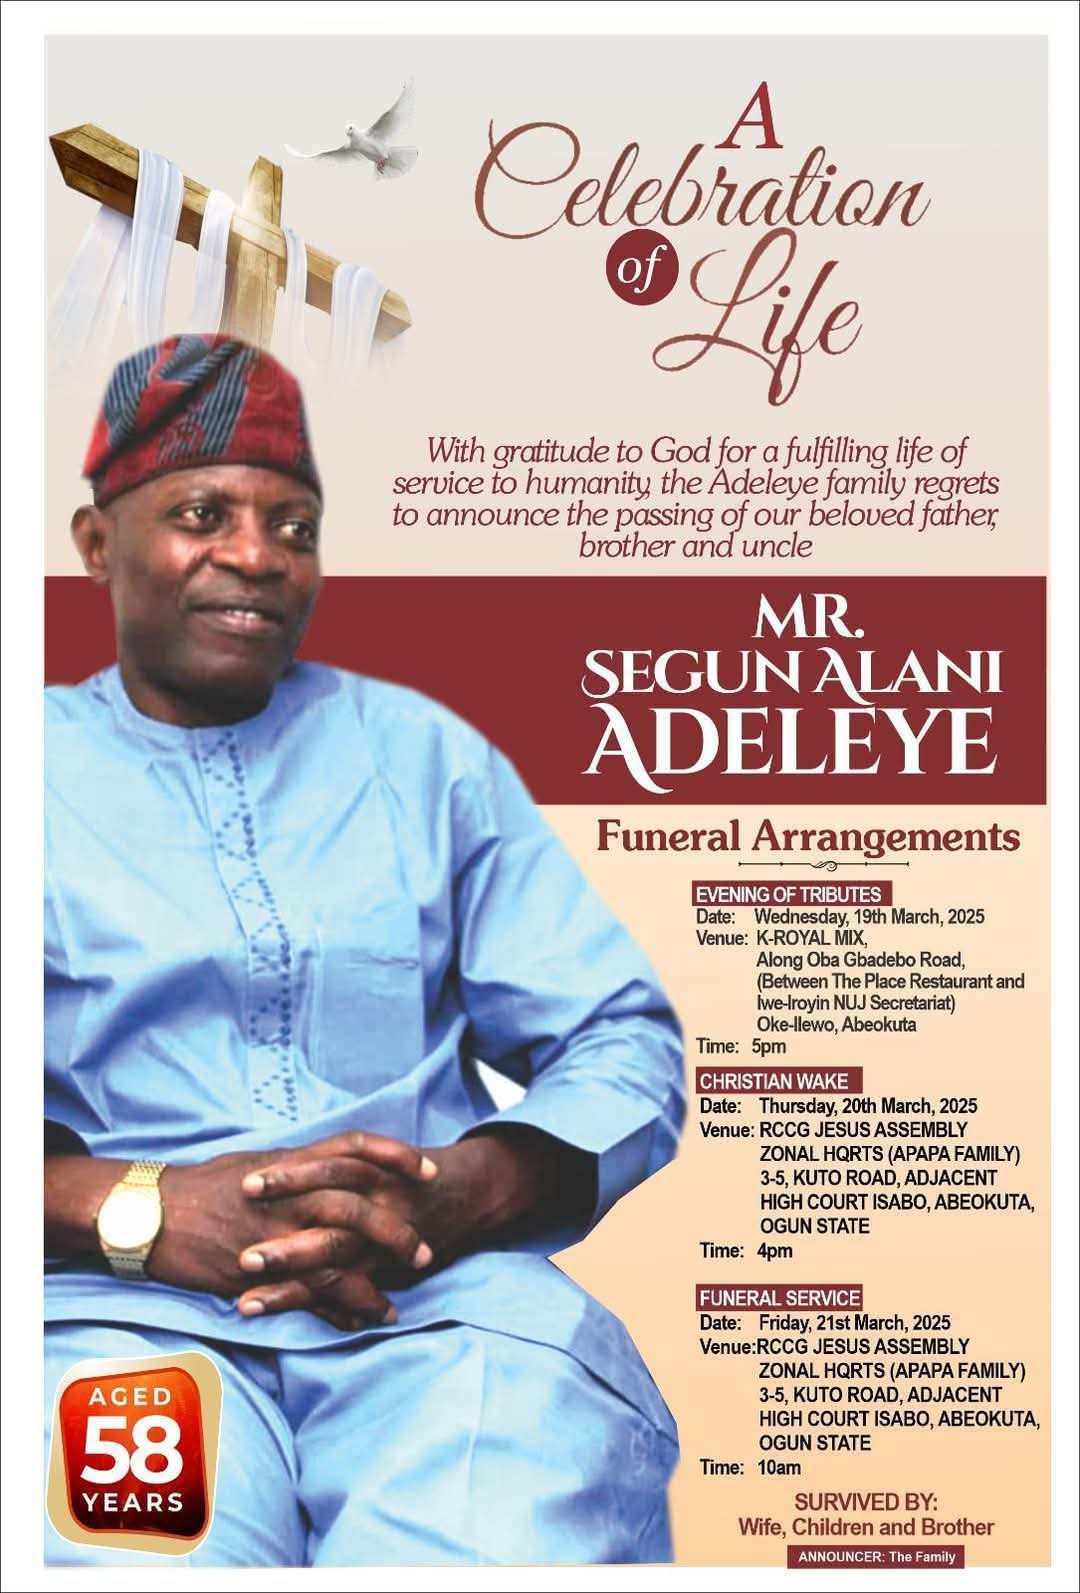 A
Celebration
of
Life
With gratitude to God for a fulfilling life of
service to humanity, the Adeleye family regrets
to announce the passing of our beloved father,
brother and uncle
MR.
SEGUN ALANI
ADELEYE
Funeral Arrangements
EVENING OF TRIBUTES
Date: Wednesday, 19th March, 2025
Venue: K-ROYAL MIX,
Along Oba Gbadebo Road,
(Between The Place Restaurant and
Iwe-Iroyin NUJ Secretariat)
Oke-Ilewo, Abeokuta
Time: 5pm
CHRISTIAN WAKE
Date: Thursday, 20th March, 2025
Venue: RCCG JESUS ASSEMBLY
ZONAL HQRTS (APAPA FAMILY)
3-5, KUTO ROAD, ADJACENT
HIGH COURT ISABO, ABEOKUTA,
OGUN STATE
Time: 4pm
FUNERAL SERVICE
Date: Friday, 21st March, 2025
Venue:RCCG JESUS ASSEMBLY
ZONAL HQRTS (APAPA FAMILY)
3-5, KUTO ROAD, ADJACENT
HIGH COURT ISABO, ABEOKUTA,
OGUN STATE
Time: 10am
SURVIVED BY:
Wife, Children and Brother
ANNOUNCER: The Family
AGED
58
YEARS